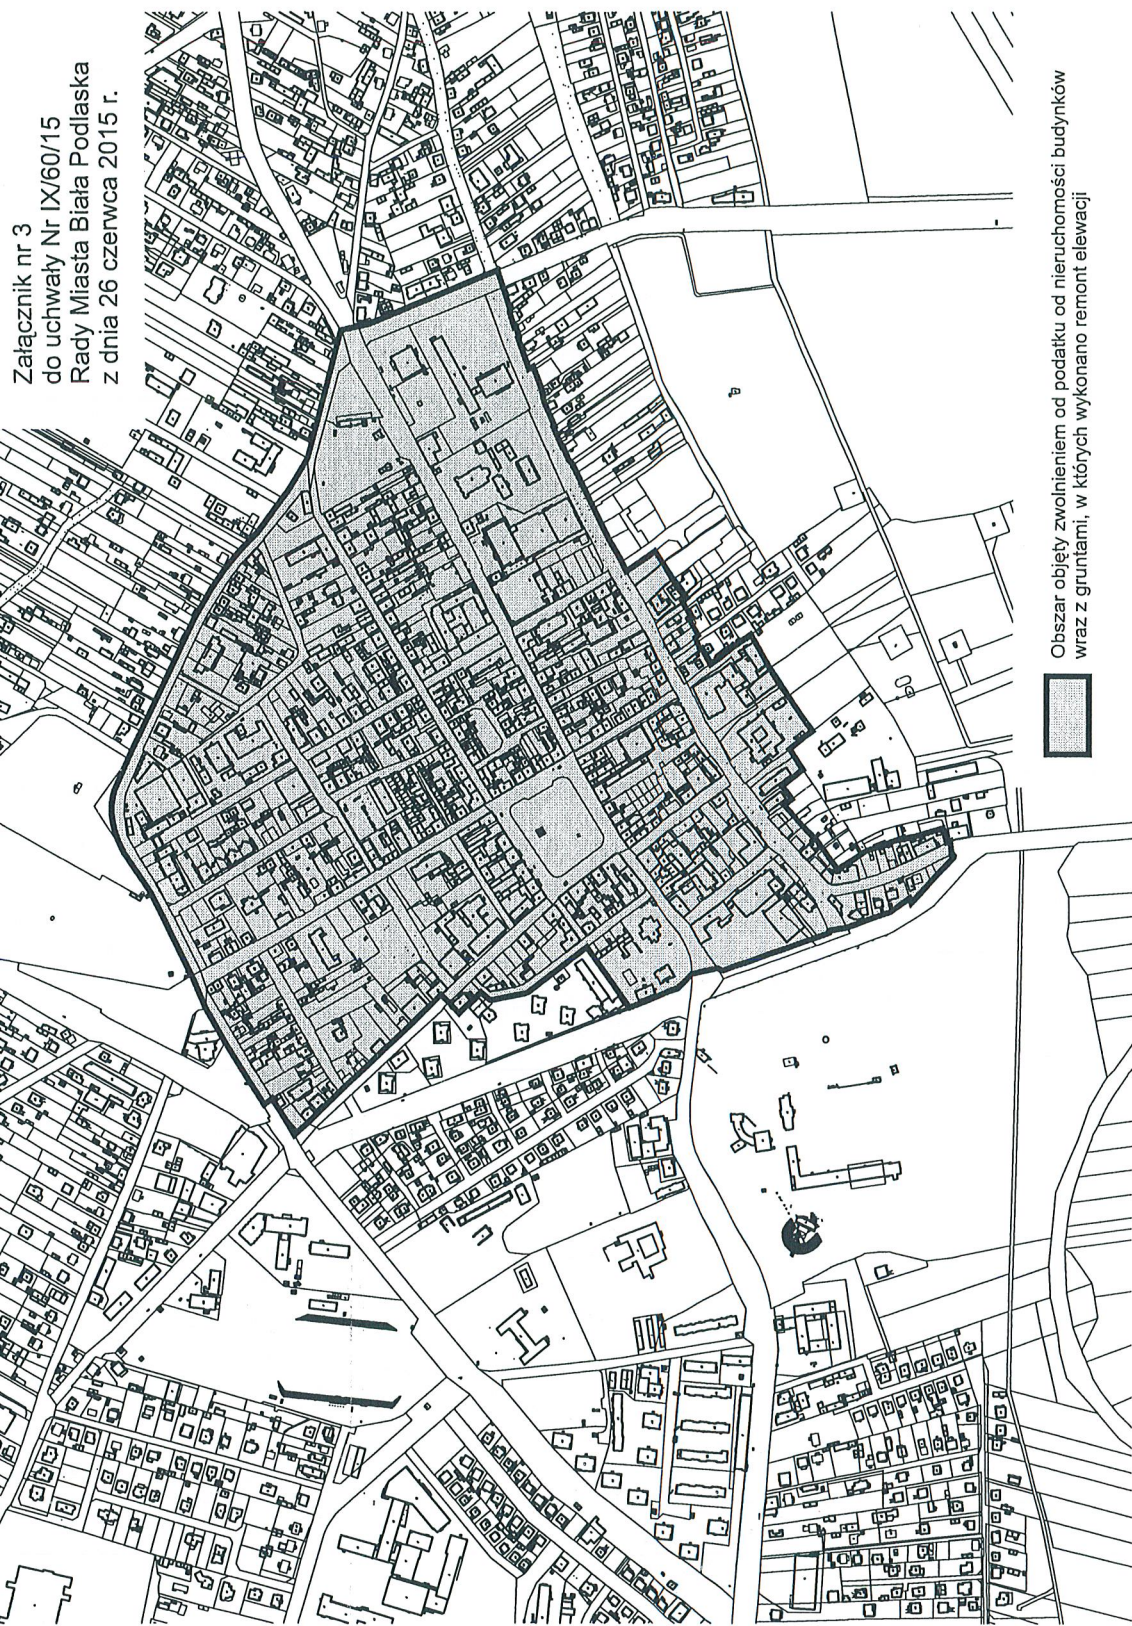 Załącznik nr 3
do uchwały Nr IX/60/15
Rady Miasta Biała Podlaska
z dnia 26 czerwca 2015 r.
Obszar objęty zwolnieniem od podatku od nieruchomości budynków
wraz z gruntami, w których wykonano remont elewacji